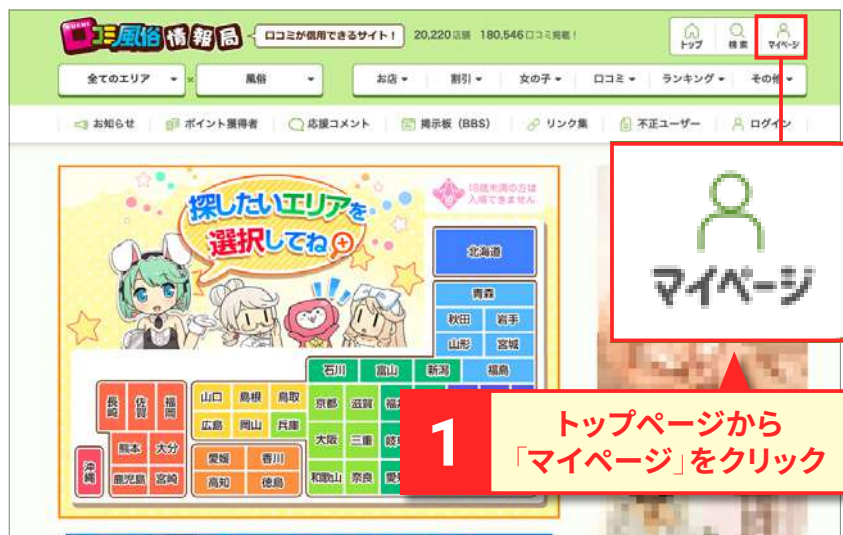 KUCHI
口コミ風俗情報局
口コミが信用できるサイト!
20,220店舗 180,546口コミ掲載!
トップ
検索
マイページ
全てのエリア
×
風俗
お店
割引
女の子
口コミ
ランキング
その他
お知らせ
ポイント獲得者
応援コメント
掲示板（BBS）
リンク集
不正ユーザー
ログイン
探したいエリアを
選択してね
18歳未満の方は
入場できません
北海道
青森
秋田 岩手
山形 宮城
石川 富山 新潟 福島
長崎 佐賀 福岡
山口 島根 鳥取
京都 滋賀
広島 岡山 兵庫
大阪 三重
熊本 大分
愛媛 香川
沖縄
鹿児島 宮崎
高知 徳島
和歌山 奈良
マイページ
1
トップページから
「マイページ」をクリック